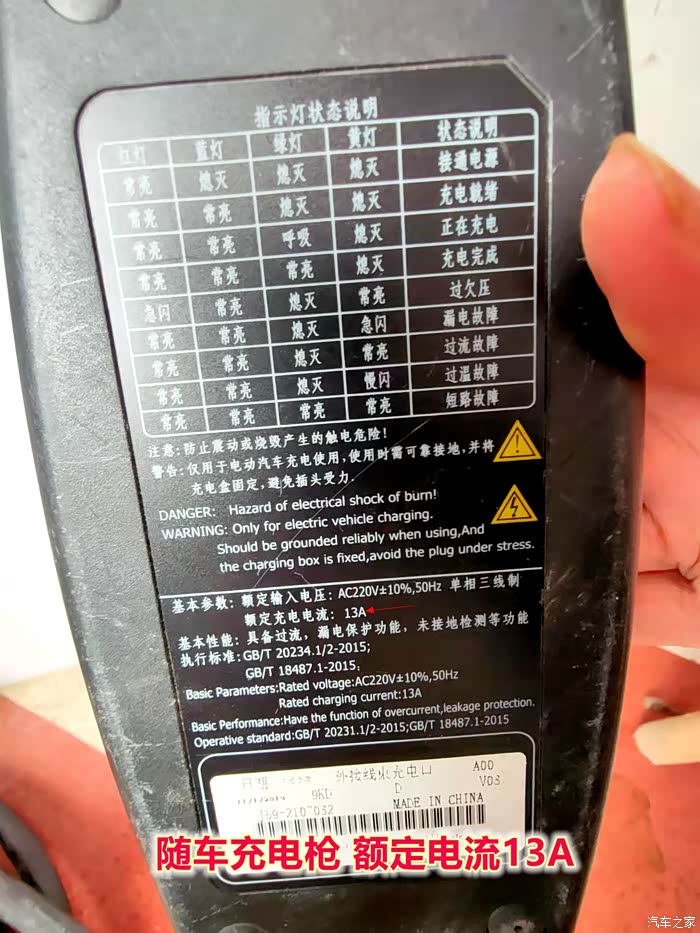 指示灯状态说明
红灯 蓝灯 绿灯 黄灯 状态说明
常亮 熄灭 熄灭 熄灭 接通电源
常亮 常亮 熄灭 熄灭 充电就绪
常亮 常亮 呼吸 熄灭 正在充电
常亮 常亮 常亮 熄灭 充电完成
急闪 常亮 熄灭 常亮 过欠压
常亮 常亮 熄灭 急闪 漏电故障
常亮 常亮 熄灭 常亮 过流故障
常亮 常亮 熄灭 慢闪 过温故障
常亮 常亮 常亮 常亮 短路故障
注意: 防止震动或烧毁产生的触电危险!
警告: 仅用于电动汽车充电使用, 使用时需可靠接地, 并将
充电盒固定, 避免插头受力.
DANGER: Hazard of electrical shock of burn!
WARNING: Only for electric vehicle charging.
Should be grounded reliably when using,And
the charging box is fixed,avoid the plug under stress.
基本参数: 额定输入电压: AC220V±10%,50Hz 单相三线制
额定充电电流: 13A
基本性能: 具备过流, 漏电保护功能, 未接地检测等功能
执行标准: GB/T 20234.1/2-2015;
GB/T 18487.1-2015;
Basic Parameters:Rated voltage:AC220V±10%,50Hz
Rated charging current:13A
Basic Performance:Have the function of overcurrent,leakage protection.
Operative standard:GB/T 20231.1/2-2015;GB/T 18487.1-2015
日期 外接线束充电口 A00
9KD D V03
J69-2107032 MADE IN CHINA
随车充电枪 额定电流13A
汽车之家